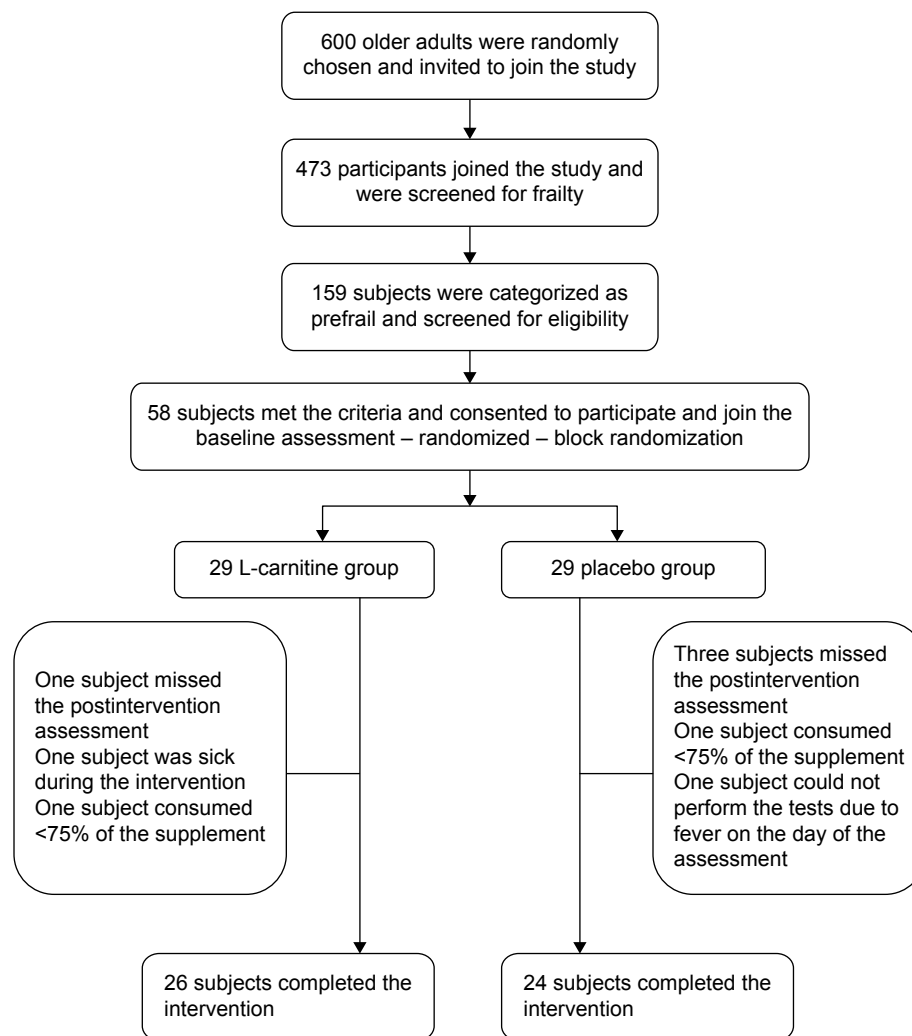 600 older adults were randomly
chosen and invited to join the study
473 participants joined the study and
were screened for frailty
159 subjects were categorized as
prefrail and screened for eligibility
58 subjects met the criteria and consented to participate and join the
baseline assessment – randomized – block randomization
29 L-carnitine group
29 placebo group
One subject missed
the postintervention
assessment
One subject was sick
during the intervention
One subject consumed
<75% of the supplement
Three subjects missed
the postintervention
assessment
One subject consumed
<75% of the supplement
One subject could not
perform the tests due to
fever on the day of the
assessment
26 subjects completed the
intervention
24 subjects completed the
intervention